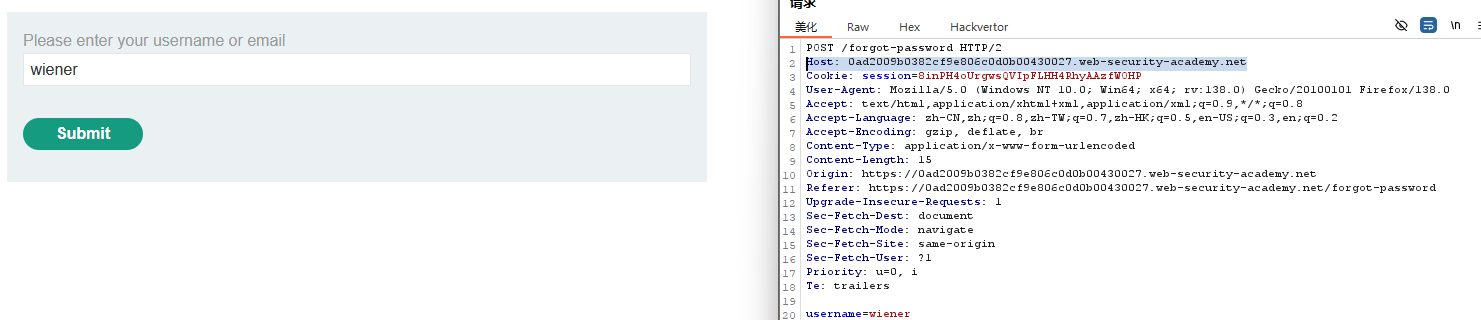 Please enter your username or email
wiener
Submit
请求
美化 Raw Hex Hackvertor
\n
1 POST /forgot-password HTTP/2
2 Host: 0ad2009b0382cf9e806c0d0b00430027.web-security-academy.net
3 Cookie: session=8inPH4oUrgwsQVIpFLHH4RhyAAzfWOHP
4 User-Agent: Mozilla/5.0 (Windows NT 10.0; Win64; x64; rv:138.0) Gecko/20100101 Firefox/138.0
5 Accept: text/html,application/xhtml+xml,application/xml;q=0.9,*/*;q=0.8
6 Accept-Language: zh-CN,zh;q=0.8,zh-TW;q=0.7,zh-HK;q=0.5,en-US;q=0.3,en;q=0.2
7 Accept-Encoding: gzip, deflate, br
8 Content-Type: application/x-www-form-urlencoded
9 Content-Length: 15
10 Origin: https://0ad2009b0382cf9e806c0d0b00430027.web-security-academy.net
11 Referer: https://0ad2009b0382cf9e806c0d0b00430027.web-security-academy.net/forgot-password
12 Upgrade-Insecure-Requests: 1
13 Sec-Fetch-Dest: document
14 Sec-Fetch-Mode: navigate
15 Sec-Fetch-Site: same-origin
16 Sec-Fetch-User: ?1
17 Priority: u=0, i
18 Te: trailers
19
20 username=wiener